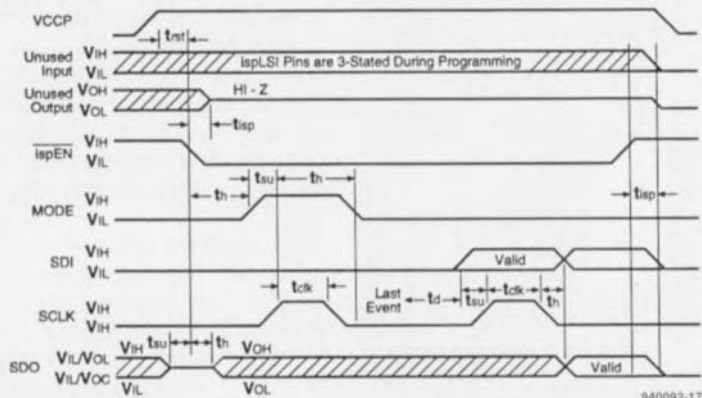 VCCP
trst
Unused Input VIH VIL
ispLSI Pins are 3-Stated During Programming
Unused Output VOH VOL
HI - Z
tisp
ispEN VIH VIL
tsu th
th
tisp
MODE VIH VIL
SDI VIH VIL
Valid
tclk
Last Event td tsu tclk th
SCLK VIH VIH
tsu th
SDO VIL/VOL VIH VOH
VIL/VOC VIL VOL
Valid
940092-17